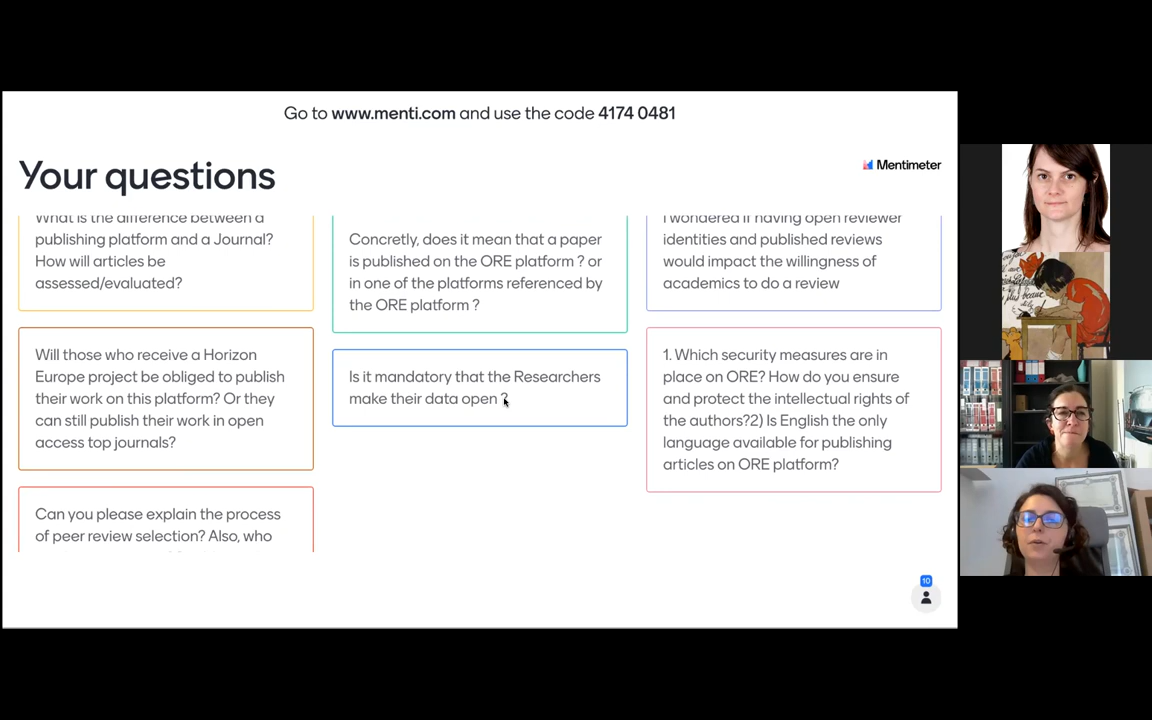 Go to www.menti.com and use the code 4174 0481
Your questions
Mentimeter
What is the difference between a
publishing platform and a Journal?
How will articles be
assessed/evaluated?
Will those who receive a Horizon
Europe project be obliged to publish
their work on this platform? Or they
can still publish their work in open
access top journals?
Can you please explain the process
of peer review selection? Also, who
Concretly, does it mean that a paper
is published on the ORE platform ? or
in one of the platforms referenced by
the ORE platform ?
Is it mandatory that the Researchers
make their data open ?
I wondered if having open reviewer
identities and published reviews
would impact the willingness of
academics to do a review
1. Which security measures are in
place on ORE? How do you ensure
and protect the intellectual rights of
the authors?2) Is English the only
language available for publishing
articles on ORE platform?
10